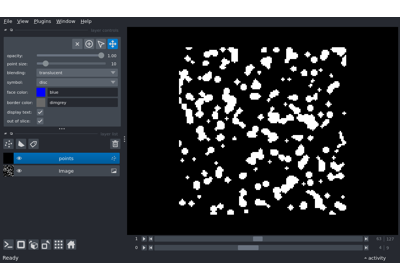 File View Plugins Window Help
opacity: 1.00
point size: 10
blending: translucent
symbol: disc
face color: blue
border color: dimgrey
display text:
out of slice:
points
Image
1
0
Ready
activity